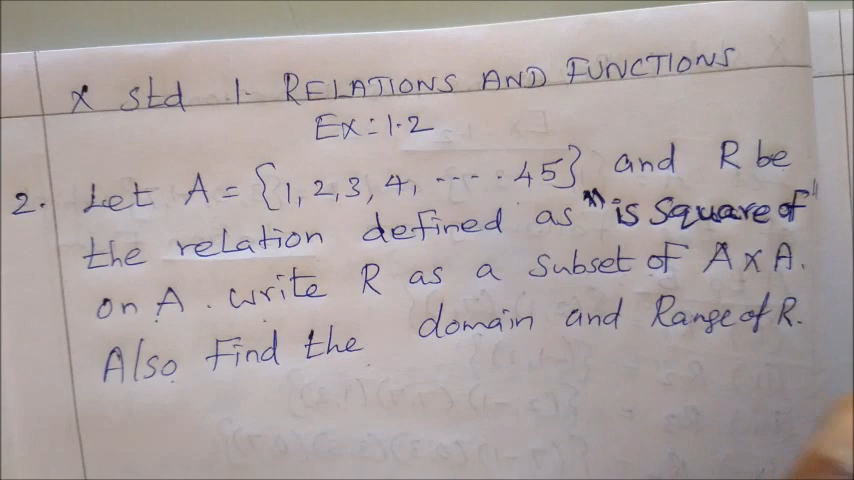 X Std 1. RELATIONS AND FUNCTIONS
Ex: 1.2
2. Let A = {1, 2, 3, 4, ..... 45} and R be
the relation defined as "is square of"
on A. write R as a subset of A x A.
Also Find the domain and Range of R.